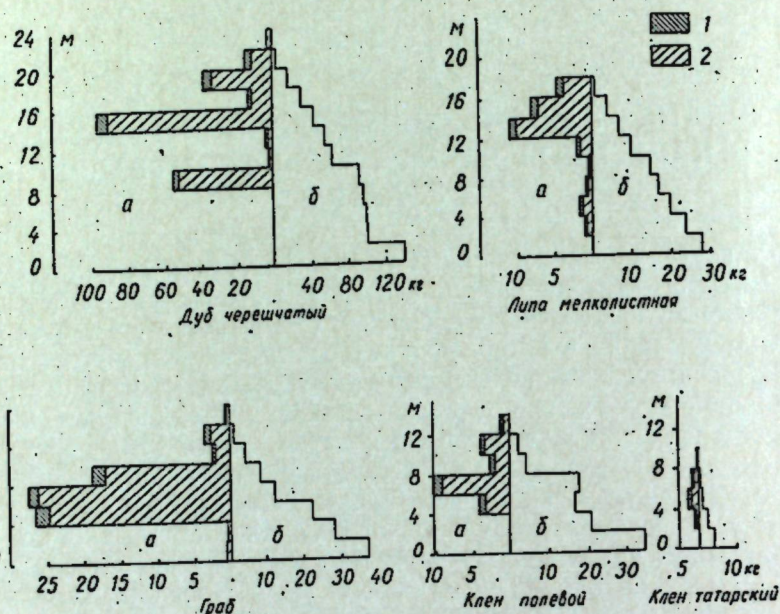 24 м
20
16
12
8
4
0
а б
100 80 60 40 20 40 80 120 кг
Дуб черешчатый
м
20
16
12
8
4
0
а б
10 5 10 20 30 кг
Липа мелколистная
1
2
а б
25 20 15 10 5 10 20 30 40
Граб
м
12
8
4
0
а б
10 5 10 20 30
Клен полевой
м
12
8
4
0
5 10 кг
Клен татарский